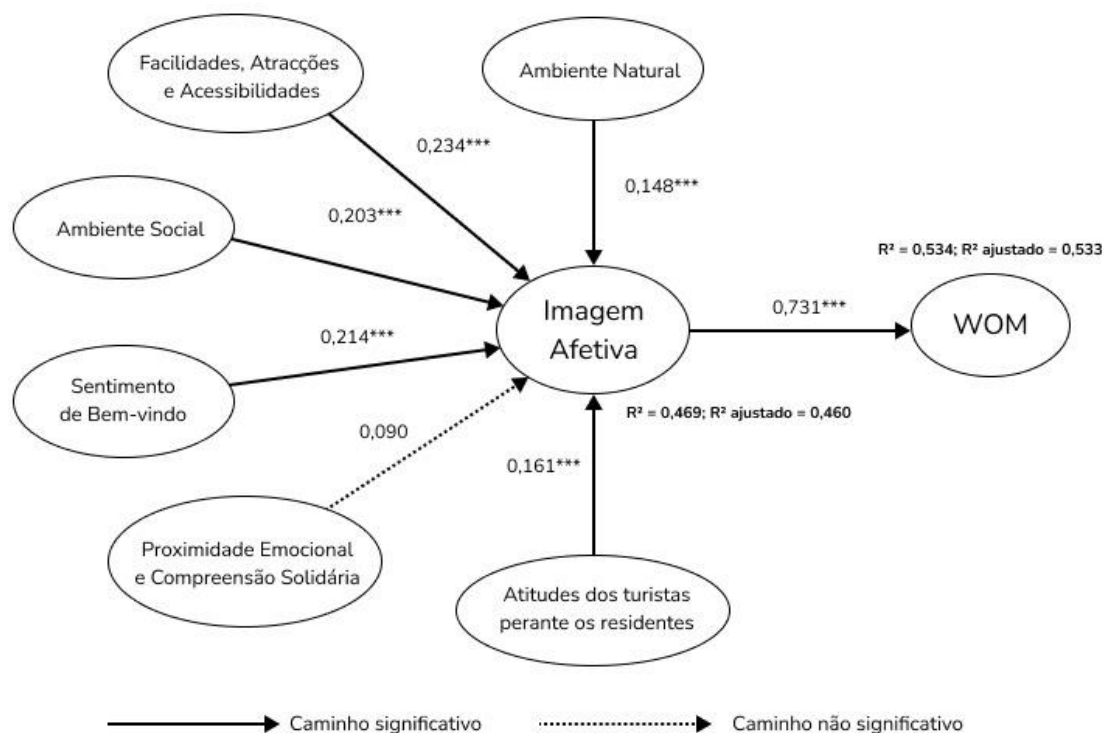 Facilidades, Atracções
e Acessibilidades
Ambiente Natural
0,234***
0,148***
Ambiente Social
0,203***
R² = 0,534; R² ajustado = 0,533
Imagem
Afetiva
0,731***
WOM
0,214***
Sentimento
de Bem-vindo
R² = 0,469; R² ajustado = 0,460
0,090
0,161***
Proximidade Emocional
e Compreensão Solidária
Atitudes dos turistas
perante os residentes
Caminho significativo
Caminho não significativo